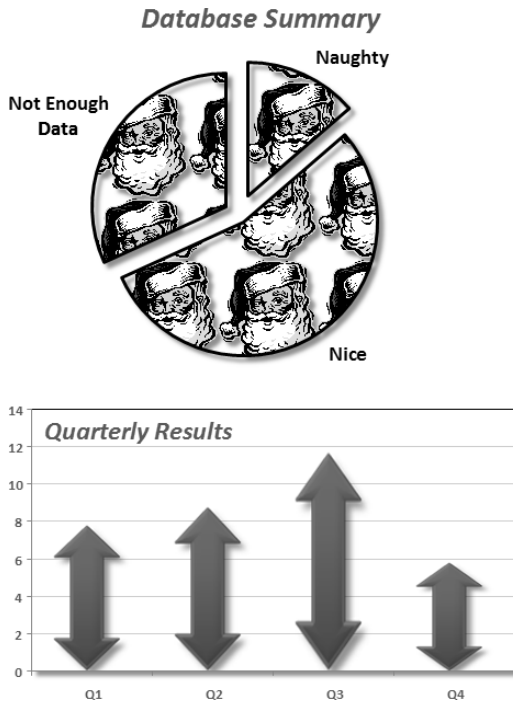 Database Summary
Naughty
Not Enough
Data
Nice
14
Quarterly Results
12
10
8
6
4
2
0
Q1 Q2 Q3 Q4